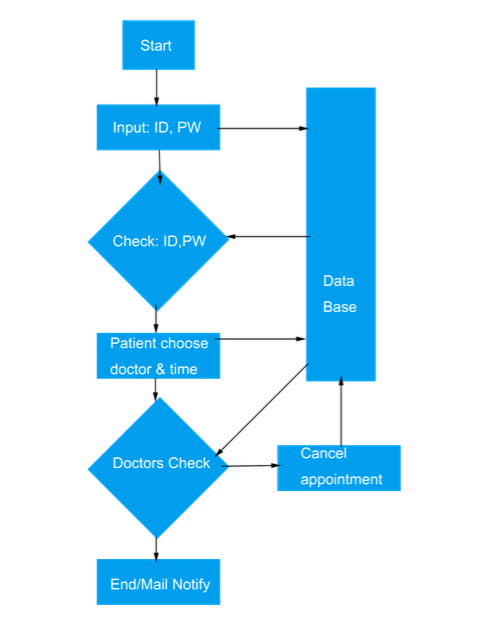 Start
Input: ID, PW
Check: ID,PW
Data
Base
Patient choose
doctor & time
Doctors Check
Cancel
appointment
End/Mail Notify